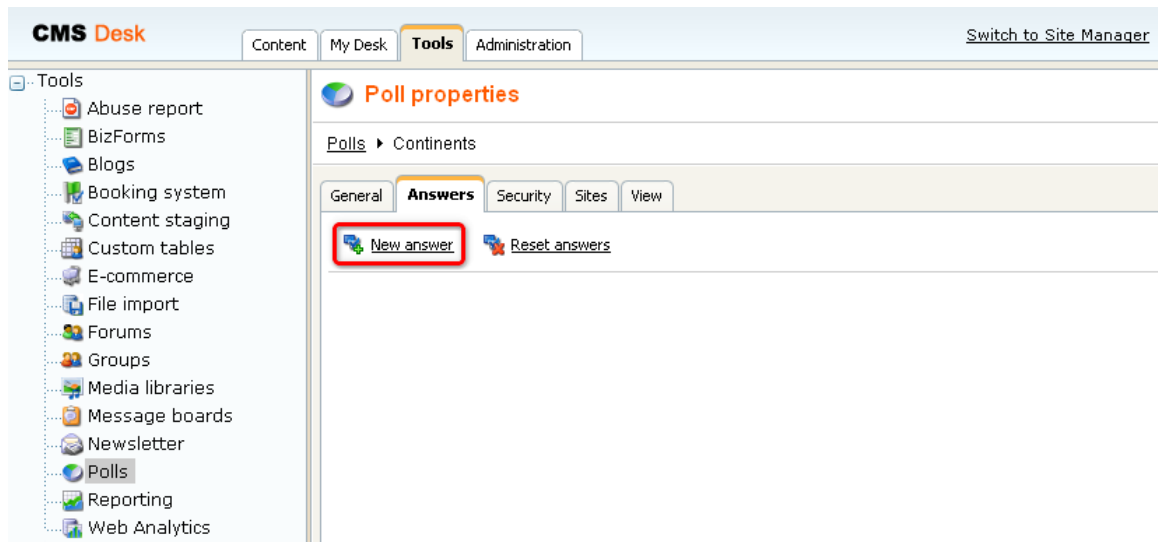 CMS Desk
Content My Desk Tools Administration
Switch to Site Manager
Tools
Abuse report
BizForms
Blogs
Booking system
Content staging
Custom tables
E-commerce
File import
Forums
Groups
Media libraries
Message boards
Newsletter
Polls
Reporting
Web Analytics
Poll properties
Polls Continents
General Answers Security Sites View
New answer Reset answers